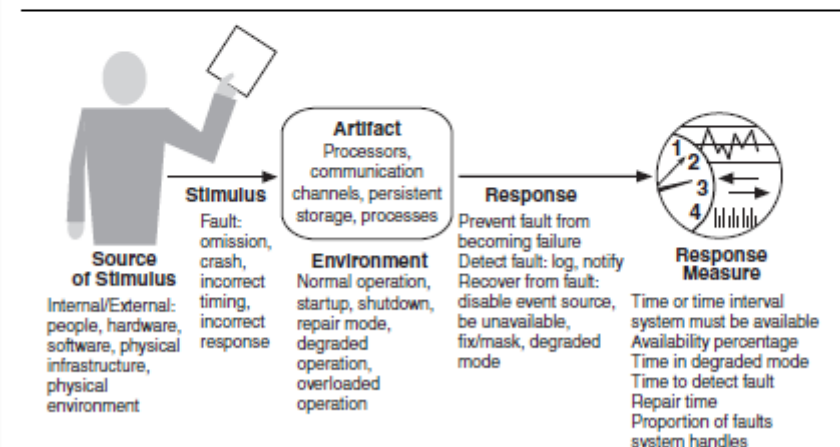 Source
of Stimulus
Internal/External:
people, hardware,
software, physical
infrastructure,
physical
environment
Stimulus
Fault:
omission,
crash,
incorrect
timing,
incorrect
response
Artifact
Processors,
communication
channels, persistent
storage, processes
Environment
Normal operation,
startup, shutdown,
repair mode,
degraded
operation,
overloaded
operation
Response
Prevent fault from
becoming failure
Detect fault: log, notify
Recover from fault:
disable event source,
be unavailable,
fix/mask, degraded
mode
1
2
3
4
Response
Measure
Time or time interval
system must be available
Availability percentage
Time in degraded mode
Time to detect fault
Repair time
Proportion of faults
system handles